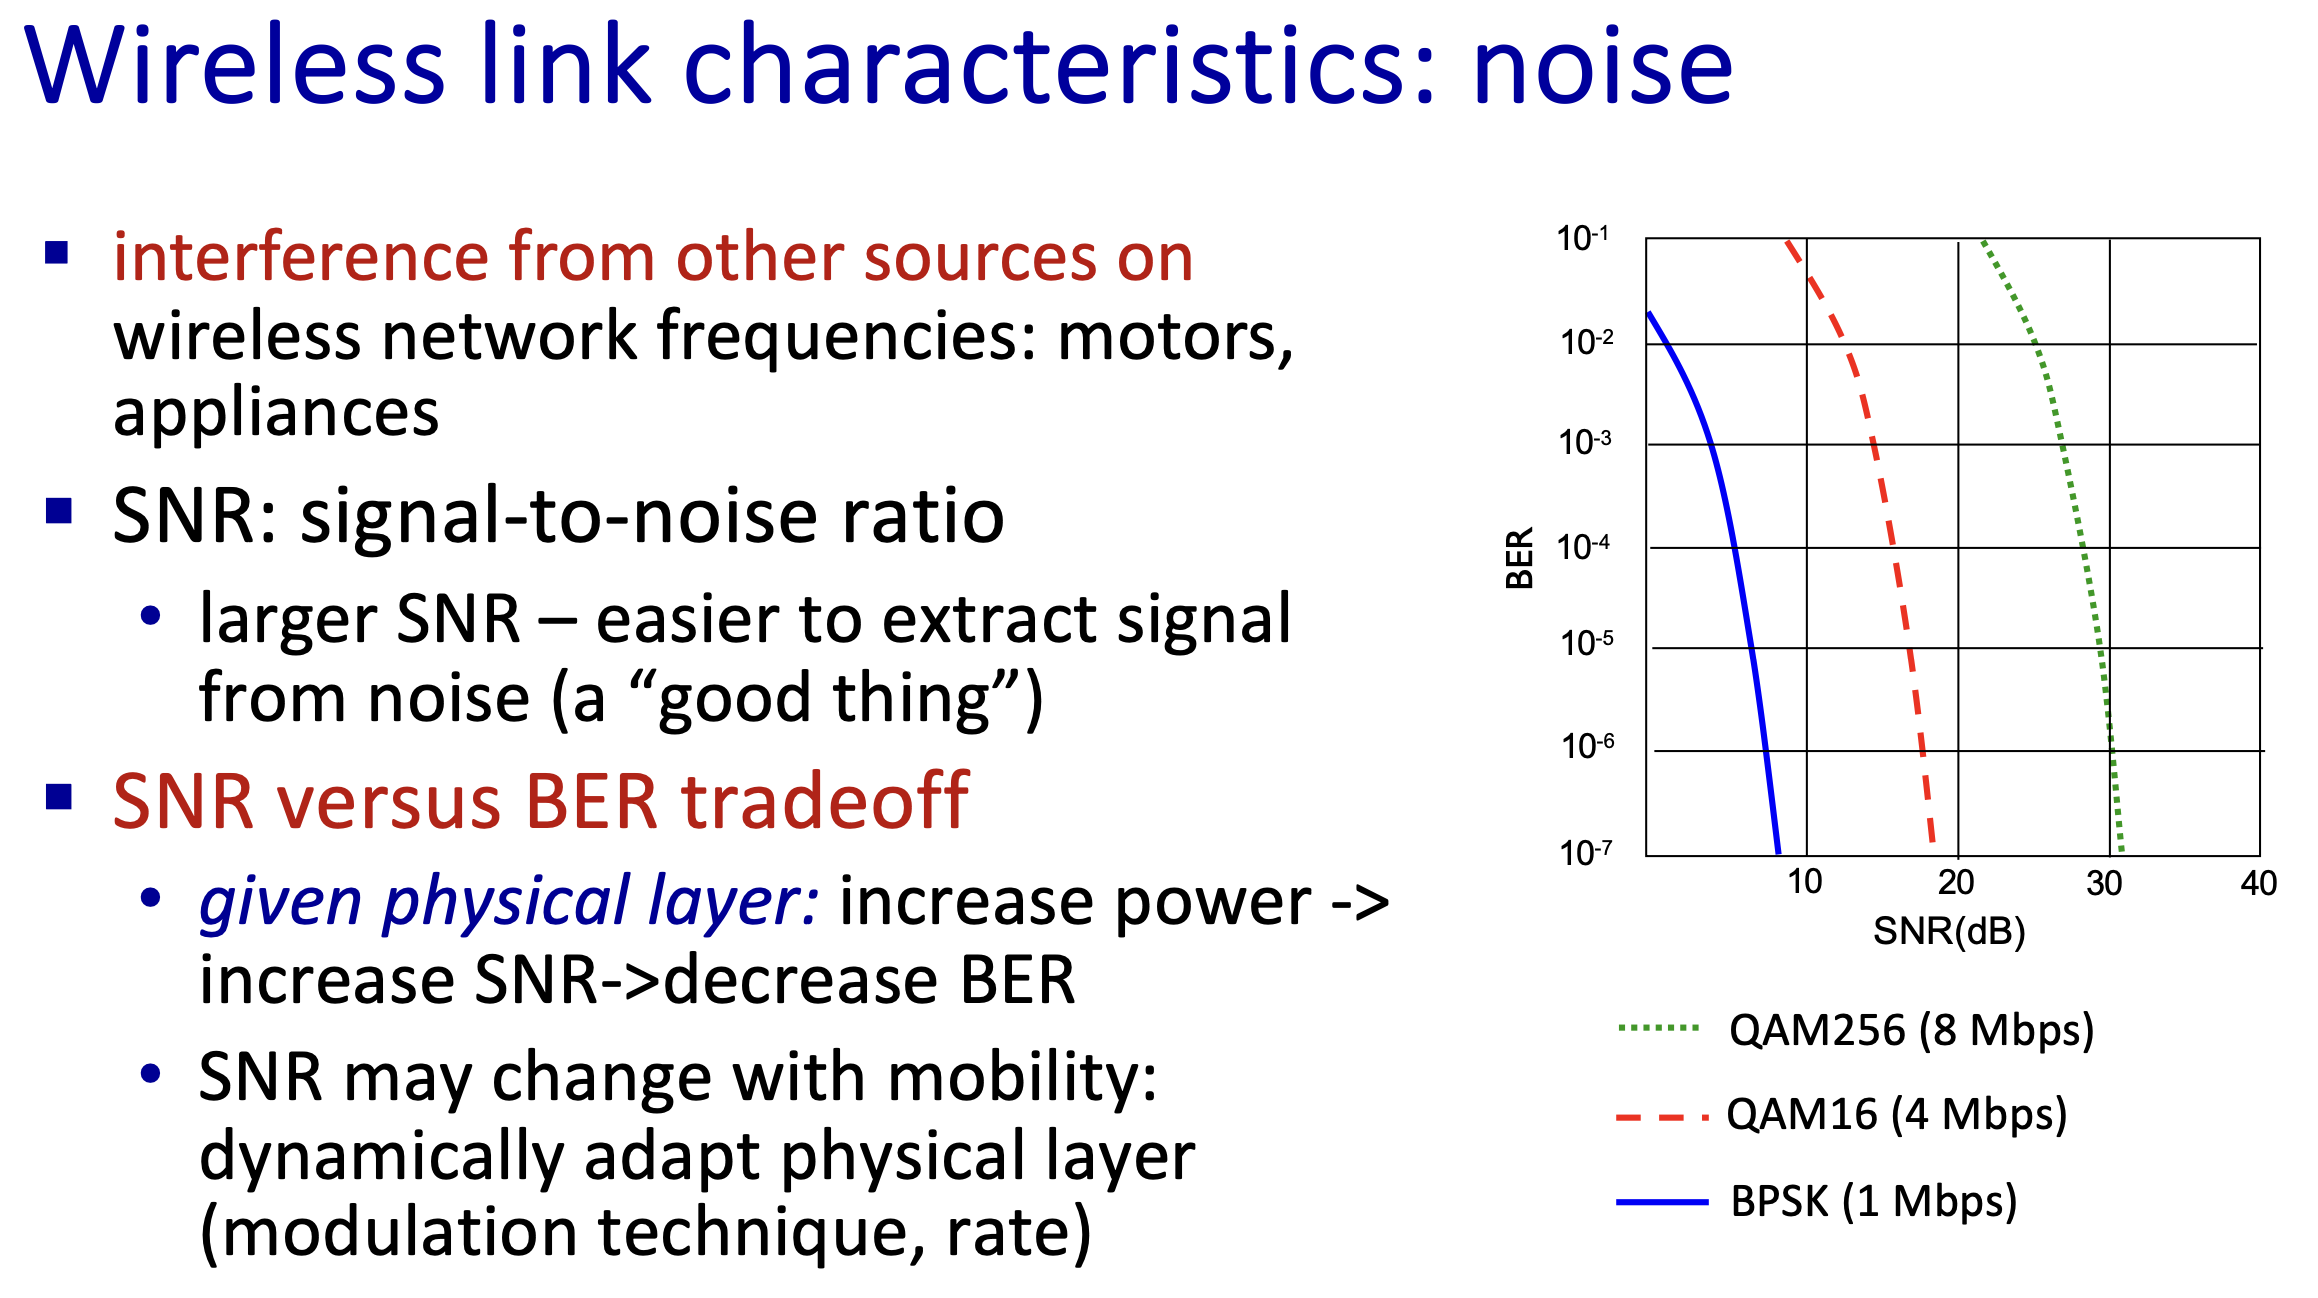 Wireless link characteristics: noise
▪ interference from other sources on
wireless network frequencies: motors,
appliances
▪ SNR: signal-to-noise ratio
• larger SNR – easier to extract signal
from noise (a “good thing”)
▪ SNR versus BER tradeoff
• given physical layer: increase power ->
increase SNR->decrease BER
• SNR may change with mobility:
dynamically adapt physical layer
(modulation technique, rate)
10⁻¹
10⁻²
10⁻³
10⁻⁴
10⁻⁵
10⁻⁶
10⁻⁷
BER
10 20 30 40
SNR(dB)
QAM256 (8 Mbps)
QAM16 (4 Mbps)
BPSK (1 Mbps)